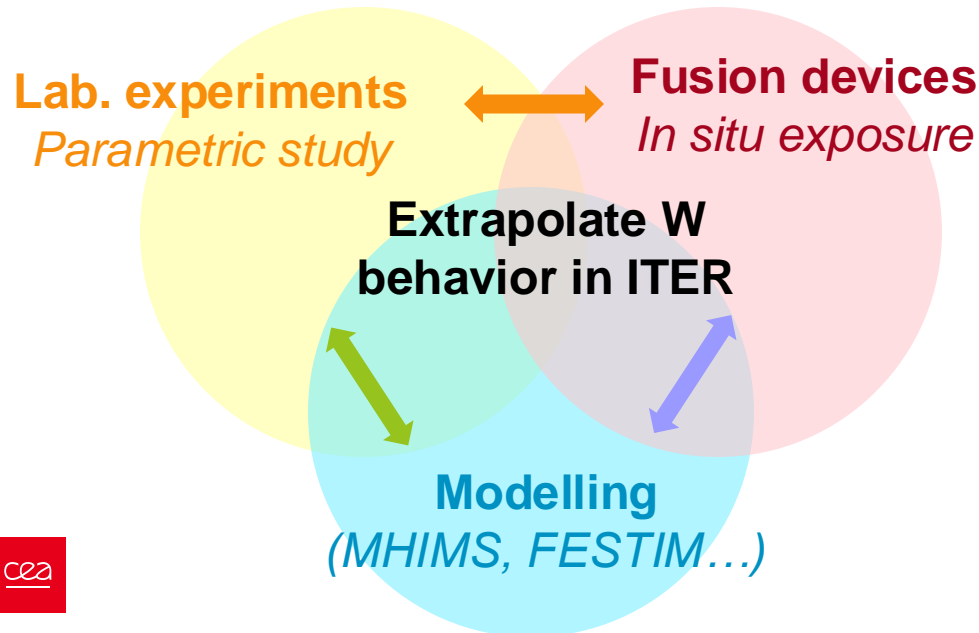 Lab. experiments
Parametric study
Fusion devices
In situ exposure
Extrapolate W
behavior in ITER
Modelling
(MHIMS, FESTIM…)
cea